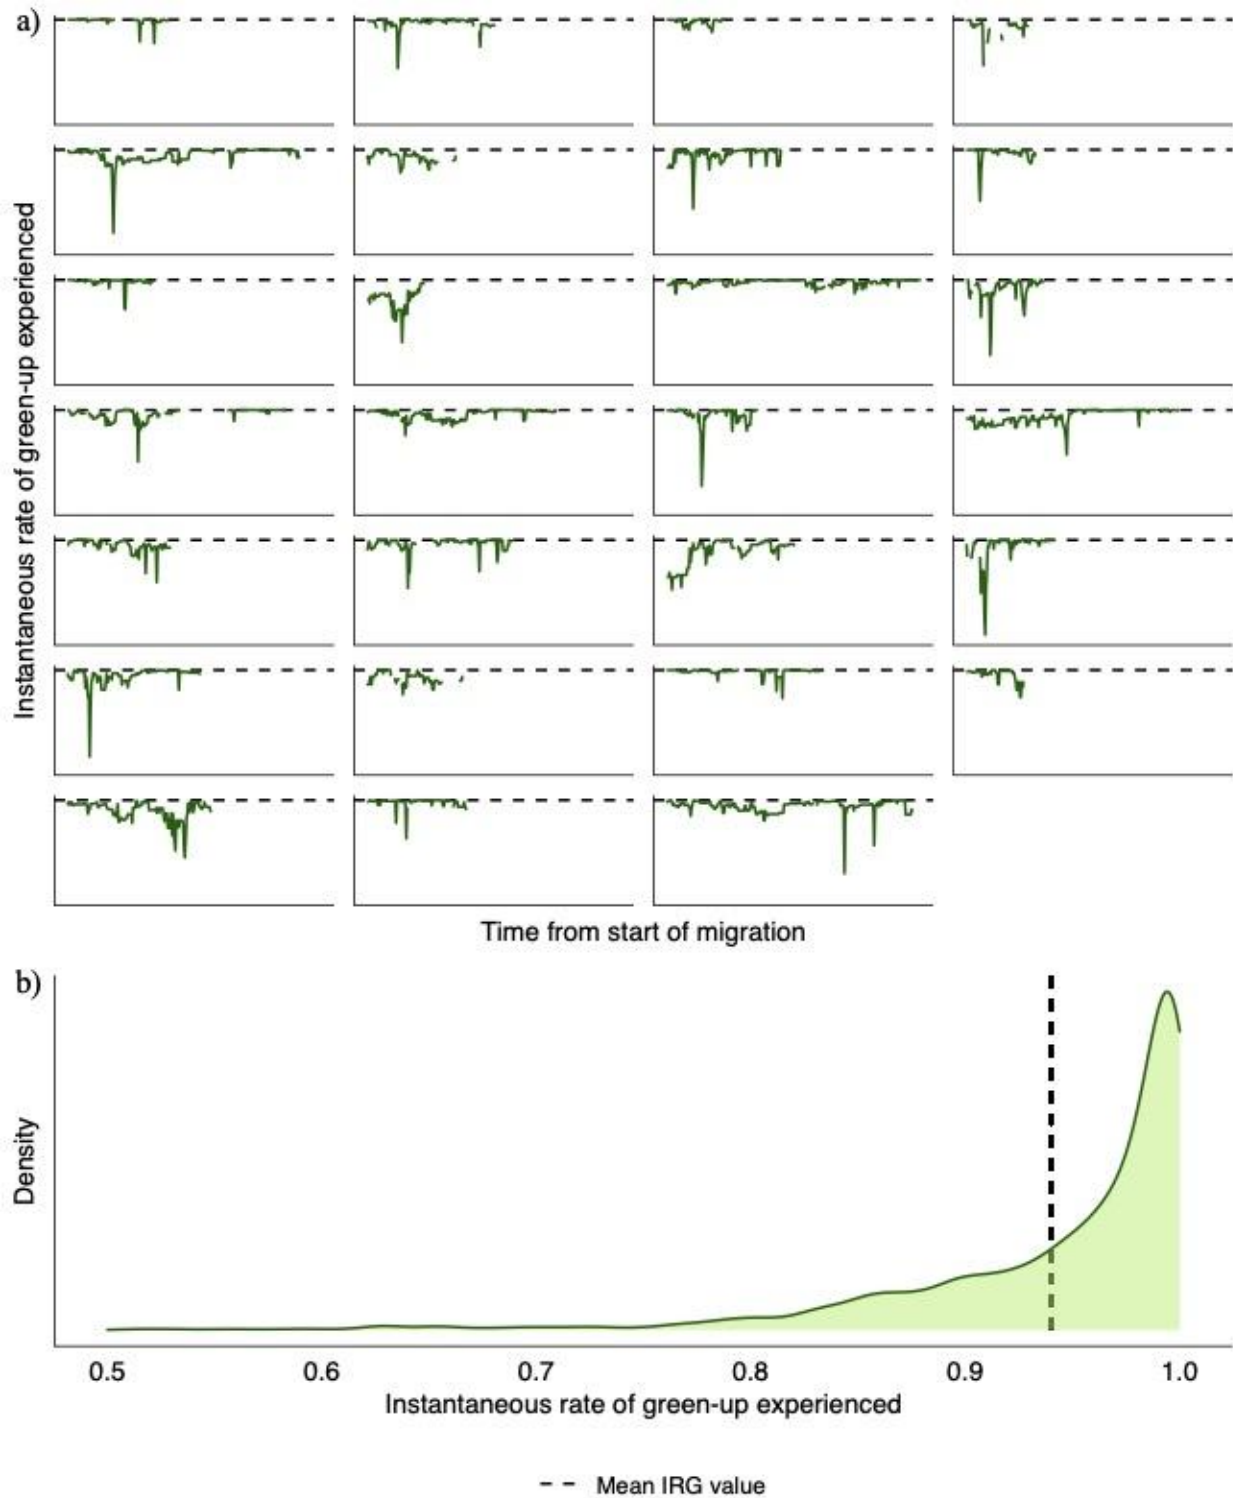 a)
Instantaneous rate of green-up experienced
Time from start of migration
b)
Density
0.5 0.6 0.7 0.8 0.9 1.0
Instantaneous rate of green-up experienced
Mean IRG value